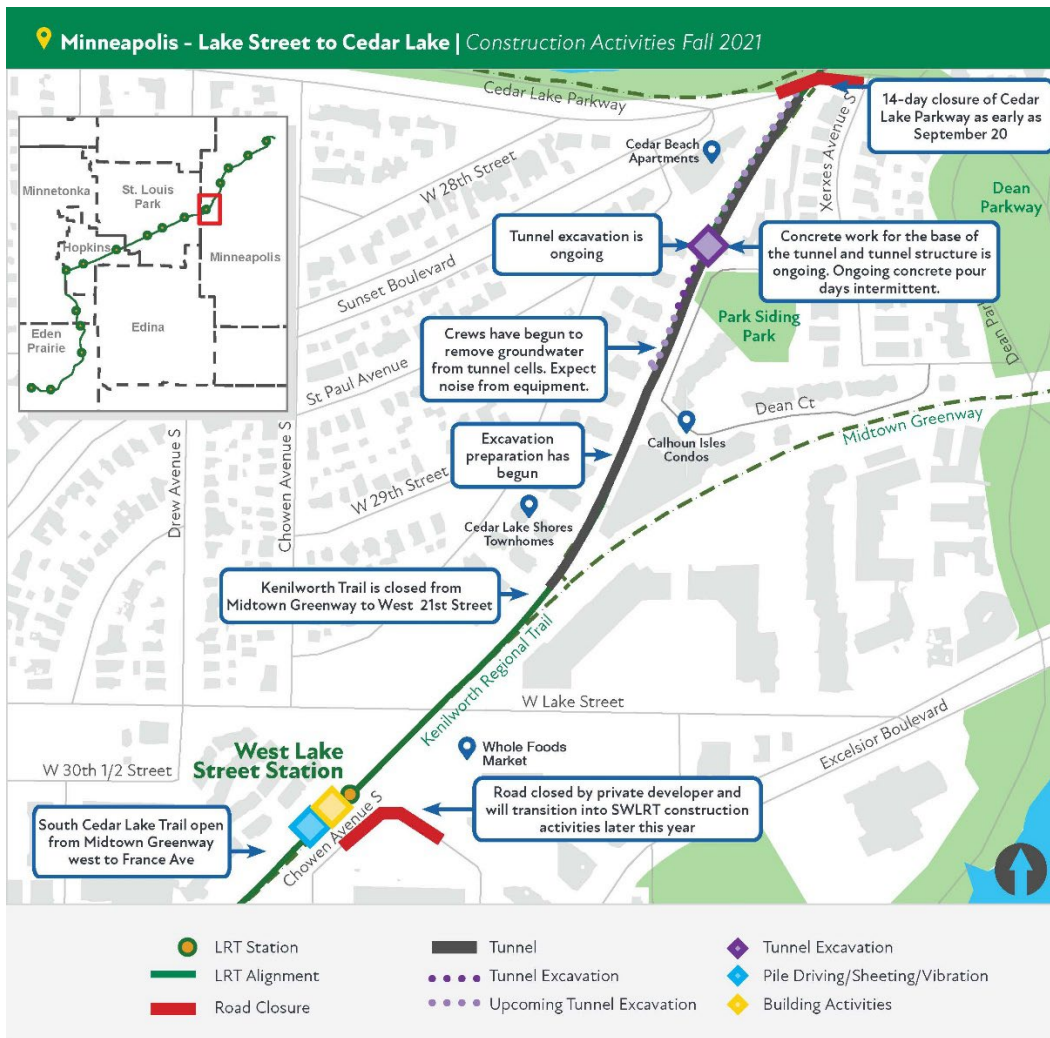 Minneapolis - Lake Street to Cedar Lake | Construction Activities Fall 2021
Cedar Lake Parkway
14-day closure of Cedar
Lake Parkway as early as
September 20
Minnetonka
St. Louis
Park
Hopkins
Minneapolis
Edina
Eden
Prairie
W 28th Street
Cedar Beach
Apartments
Xerxes Avenue S
Dean
Parkway
Tunnel excavation is
ongoing
Concrete work for the base of
the tunnel and tunnel structure is
ongoing. Ongoing concrete pour
days intermittent.
Sunset Boulevard
Park Siding
Park
Crews have begun to
remove groundwater
from tunnel cells. Expect
noise from equipment.
St Paul Avenue
Dean Ct
Midtown Greenway
Calhoun Isles
Condos
Excavation
preparation has
begun
Drew Avenue S
Chowen Avenue S
W 29th Street
Cedar Lake Shores
Townhomes
Kenilworth Trail is closed from
Midtown Greenway to West 21st Street
Kenilworth Regional Trail
W Lake Street
Excelsior Boulevard
West Lake
Street Station
Whole Foods
Market
W 30th 1/2 Street
Road closed by private developer and
will transition into SWLRT construction
activities later this year
South Cedar Lake Trail open
from Midtown Greenway
west to France Ave
Chowen Avenue S
LRT Station
LRT Alignment
Road Closure
Tunnel
Tunnel Excavation
Upcoming Tunnel Excavation
Tunnel Excavation
Pile Driving/Sheeting/Vibration
Building Activities